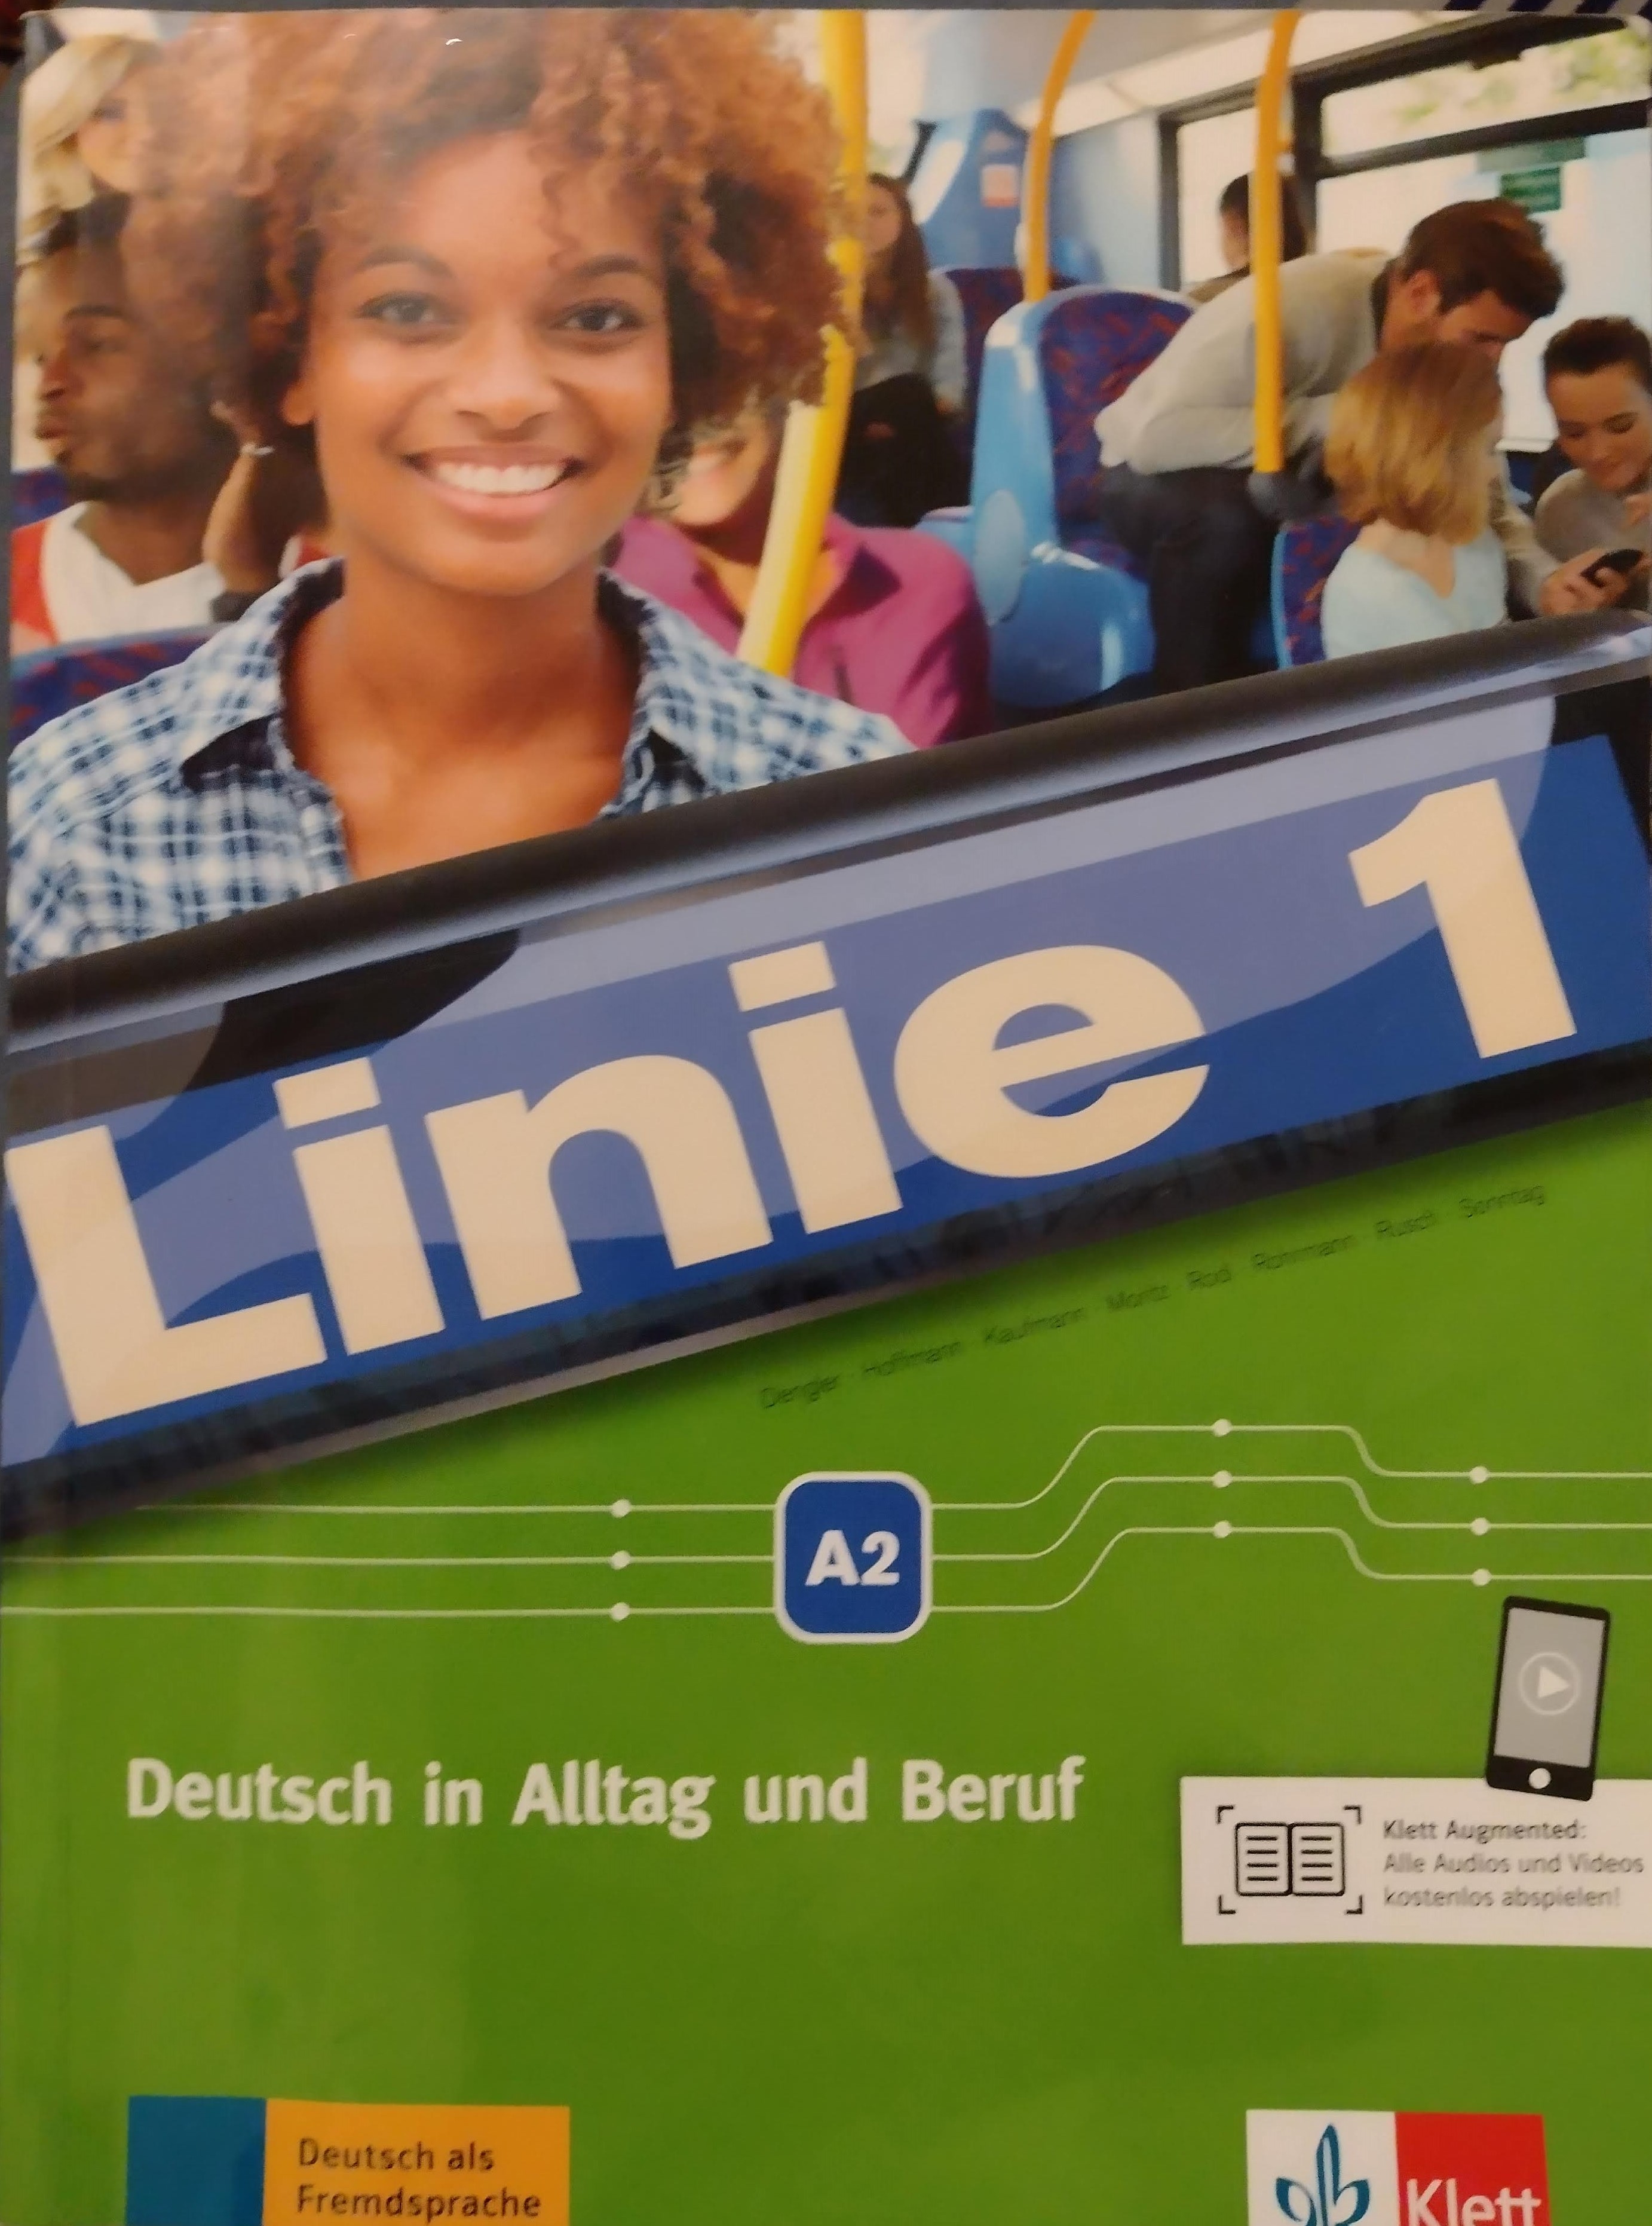 Linie 1
Dengler · Hoffmann · Kaufmann · Moritz · Rodi · Rohrmann · Rusch · Sonntag
A2
Deutsch in Alltag und Beruf
Klett Augmented:
Alle Audios und Videos
kostenlos abspielen!
Deutsch als
Fremdsprache
Klett